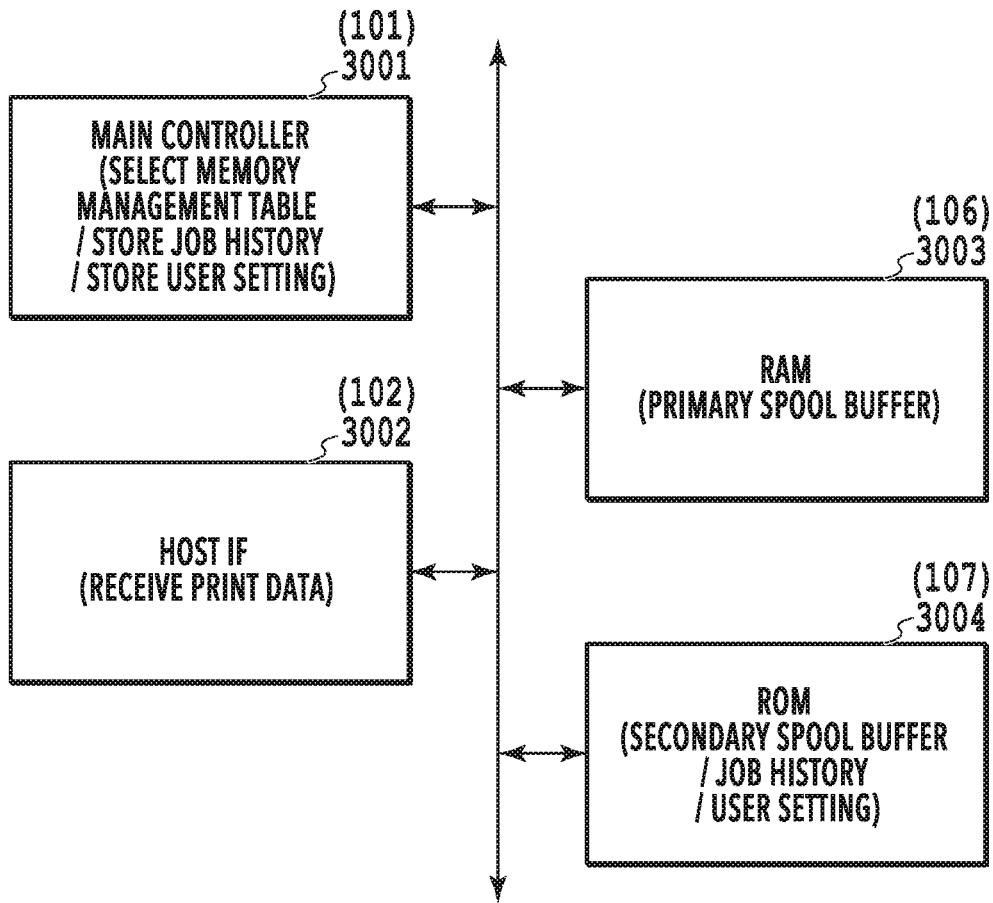 (101)
3001
MAIN CONTROLLER
(SELECT MEMORY
MANAGEMENT TABLE
/ STORE JOB HISTORY
/ STORE USER SETTING)
(106)
3003
RAM
(PRIMARY SPOOL BUFFER)
(102)
3002
HOST IF
(RECEIVE PRINT DATA)
(107)
3004
ROM
(SECONDARY SPOOL BUFFER
/ JOB HISTORY
/ USER SETTING)